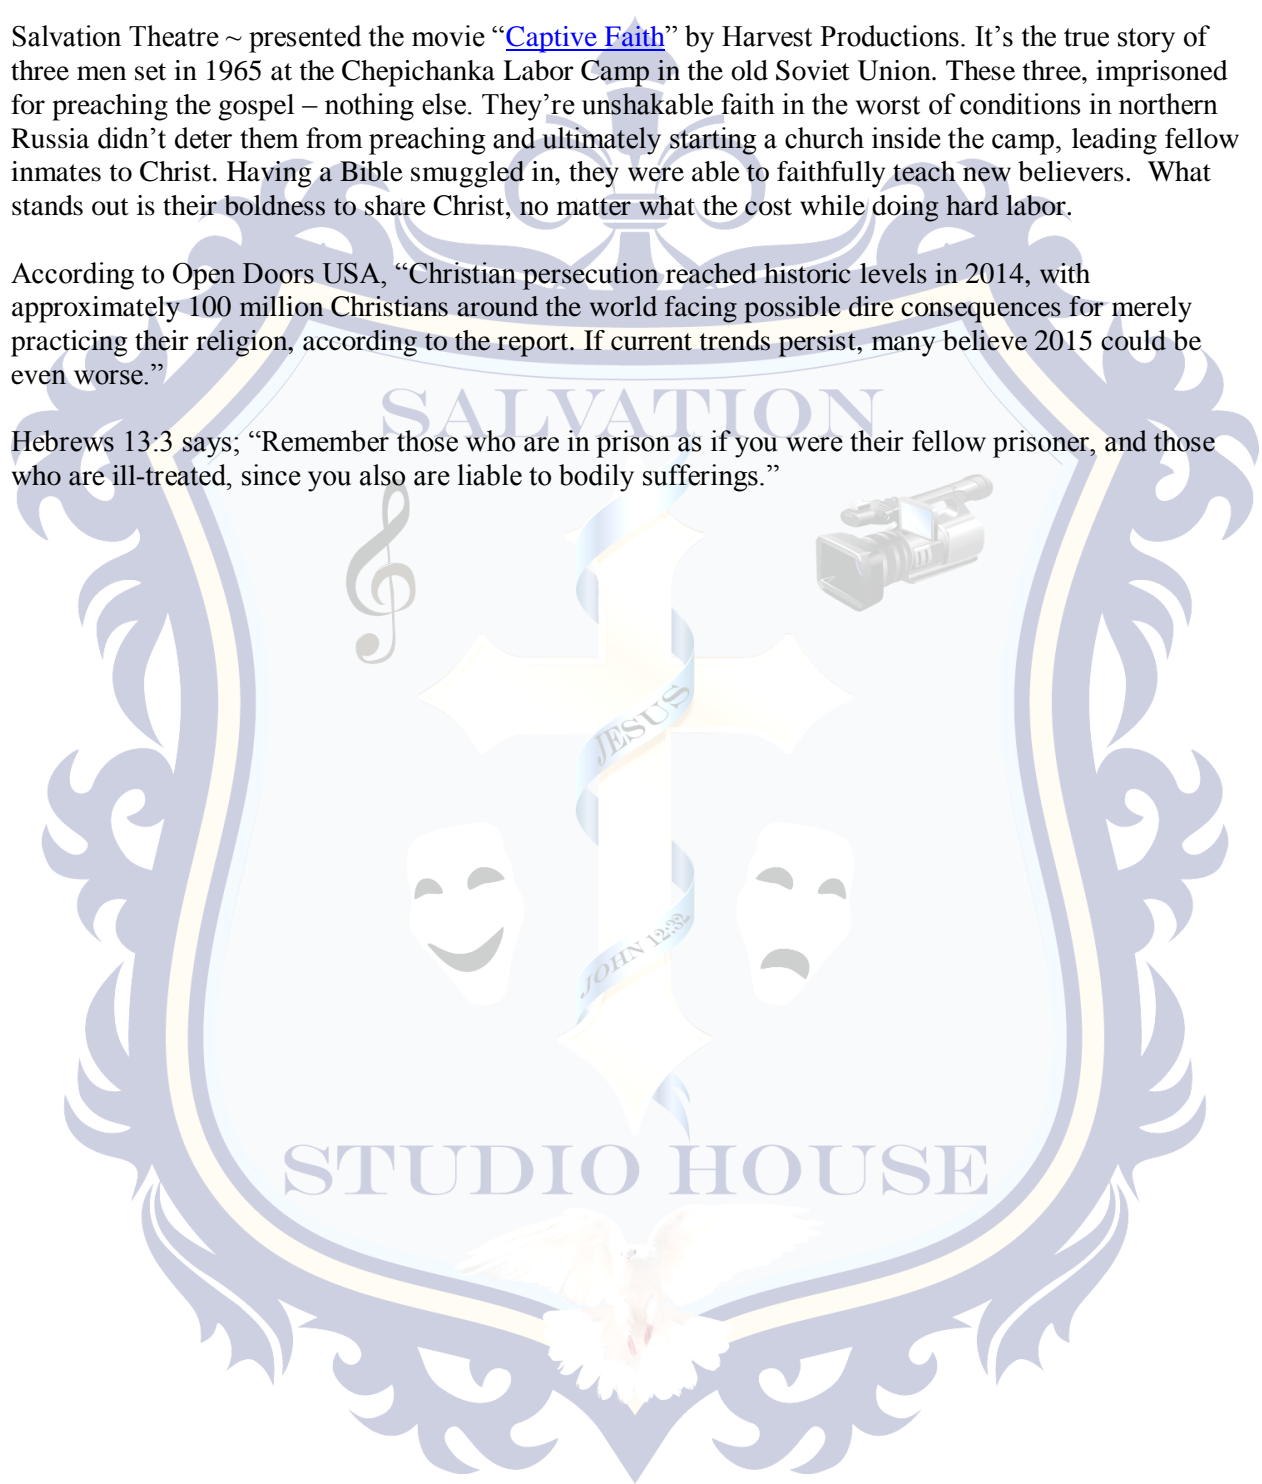 Salvation Theatre ~ presented the movie “Captive Faith” by Harvest Productions. It’s the true story of
three men set in 1965 at the Chepichanka Labor Camp in the old Soviet Union. These three, imprisoned
for preaching the gospel – nothing else. They’re unshakable faith in the worst of conditions in northern
Russia didn’t deter them from preaching and ultimately starting a church inside the camp, leading fellow
inmates to Christ. Having a Bible smuggled in, they were able to faithfully teach new believers.  What
stands out is their boldness to share Christ, no matter what the cost while doing hard labor.
According to Open Doors USA, “Christian persecution reached historic levels in 2014, with
approximately 100 million Christians around the world facing possible dire consequences for merely
practicing their religion, according to the report. If current trends persist, many believe 2015 could be
even worse.”
Hebrews 13:3 says; “Remember those who are in prison as if you were their fellow prisoner, and those
who are ill-treated, since you also are liable to bodily sufferings.”
SALVATION
JESUS
JOHN 12:32
STUDIO HOUSE